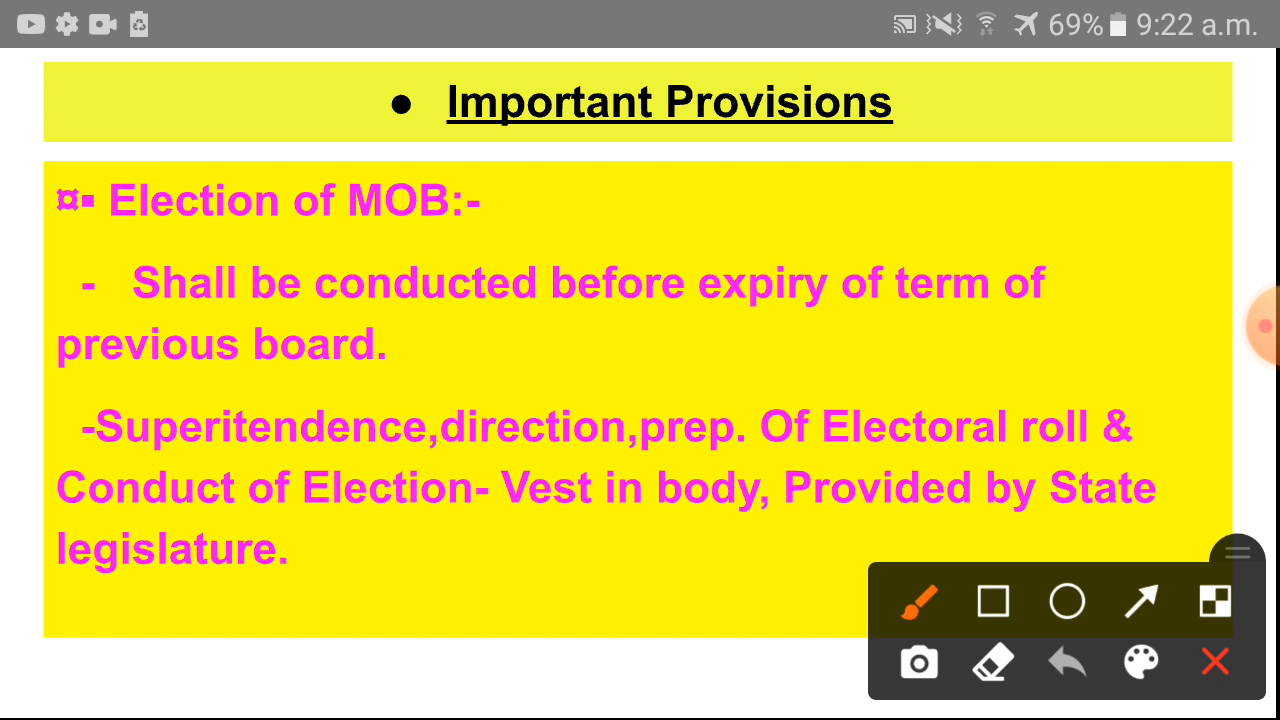 69% 9:22 a.m.
● Important Provisions
¤▪ Election of MOB:-
- Shall be conducted before expiry of term of
previous board.
-Superitendence,direction,prep. Of Electoral roll &
Conduct of Election- Vest in body, Provided by State
legislature.